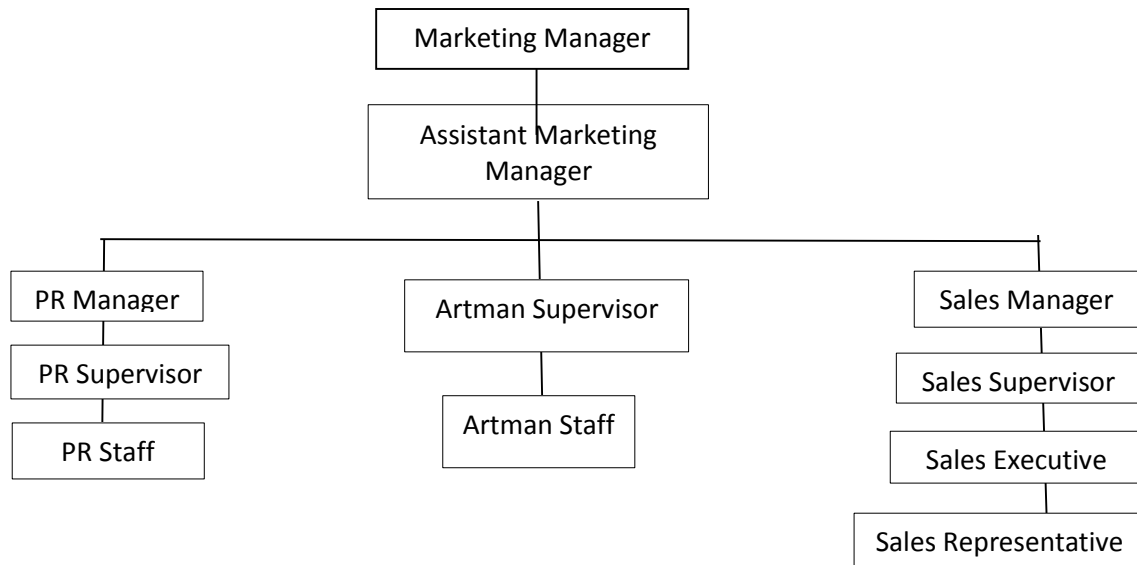 Marketing Manager
Assistant Marketing
Manager
PR Manager
Artman Supervisor
Sales Manager
PR Supervisor
Sales Supervisor
Artman Staff
PR Staff
Sales Executive
Sales Representative